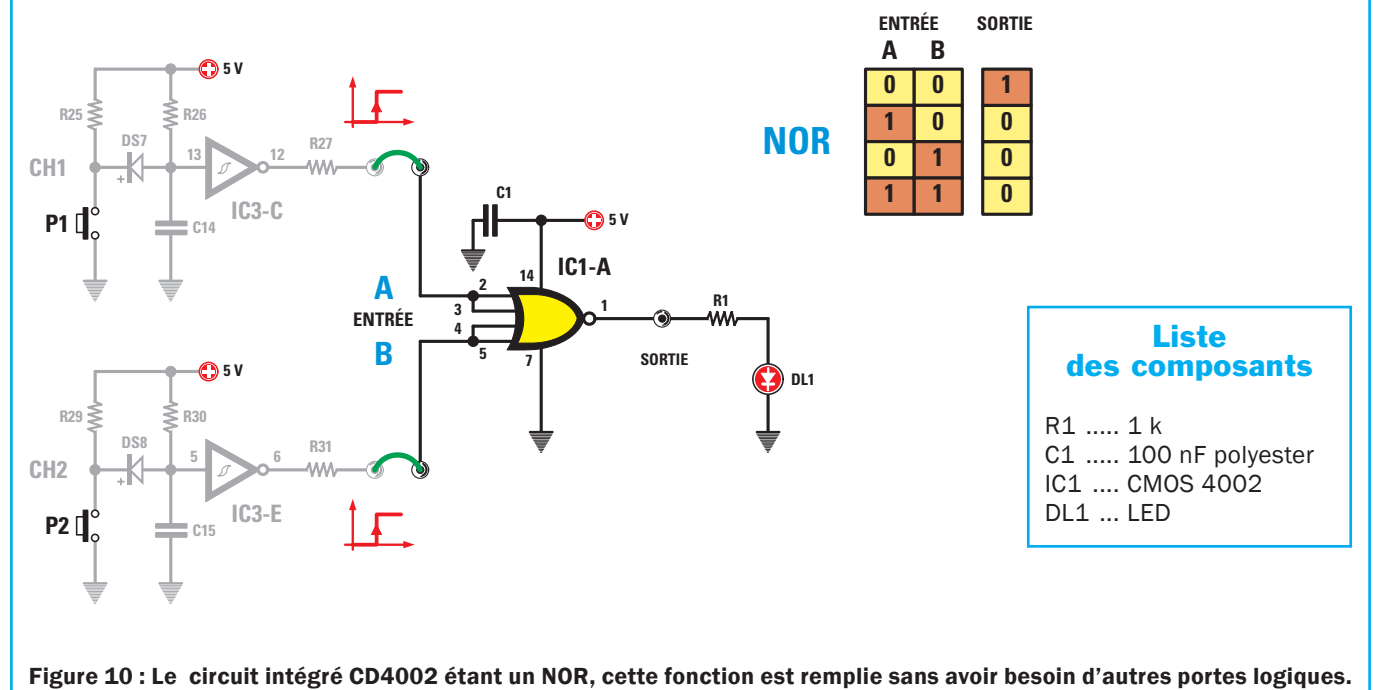 ENTRÉE SORTIE
A B
0 0 1
1 0 0
0 1 0
1 1 0
NOR
5 V
R25
R26
DS7
+
13
12
R27
CH1
IC3-C
P1
C14
C1
5 V
14
IC1-A
A
ENTRÉE
B
2
3
4
5
7
1
SORTIE
R1
DL1
5 V
R29
R30
DS8
+
5
6
R31
CH2
IC3-E
P2
C15
Liste
des composants
R1 ..... 1 k
C1 ..... 100 nF polyester
IC1 .... CMOS 4002
DL1 ... LED
Figure 10 : Le circuit intégré CD4002 étant un NOR, cette fonction est remplie sans avoir besoin d’autres portes logiques.